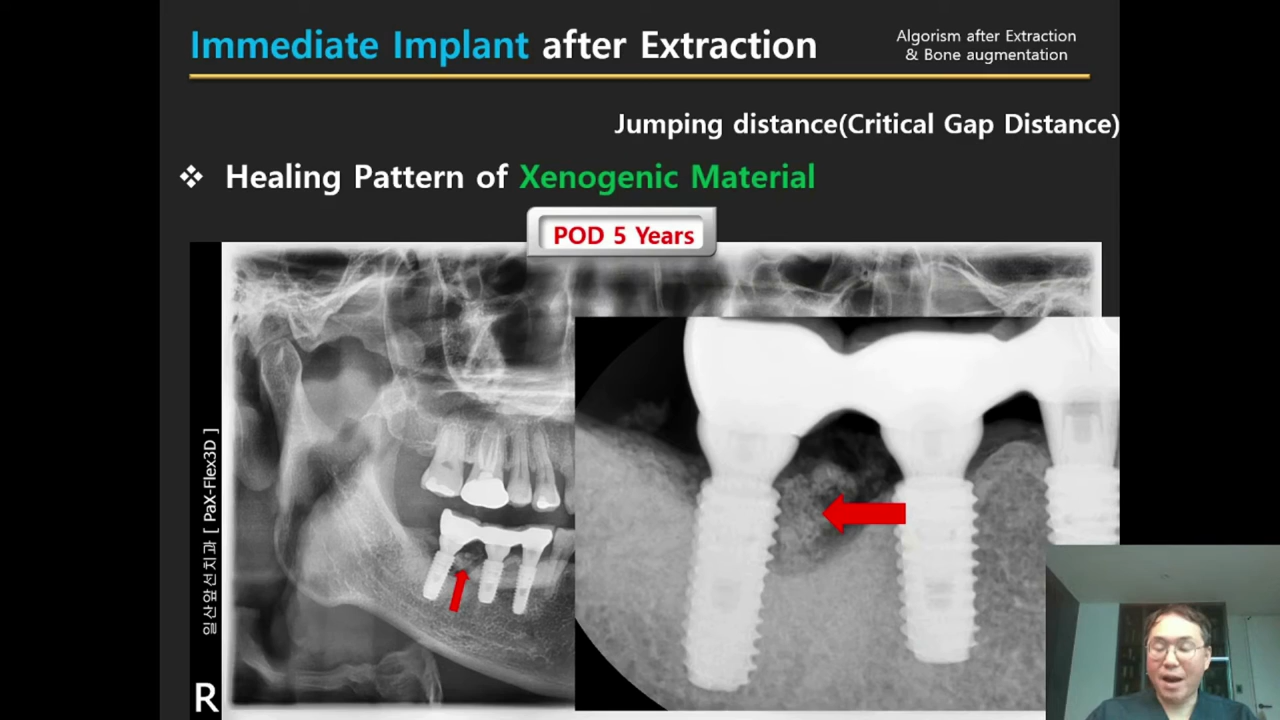 Immediate Implant after Extraction
Algorism after Extraction
& Bone augmentation
Jumping distance(Critical Gap Distance)
❖ Healing Pattern of Xenogenic Material
POD 5 Years
일산앞선치과 [ PaX-Flex3D ]
R